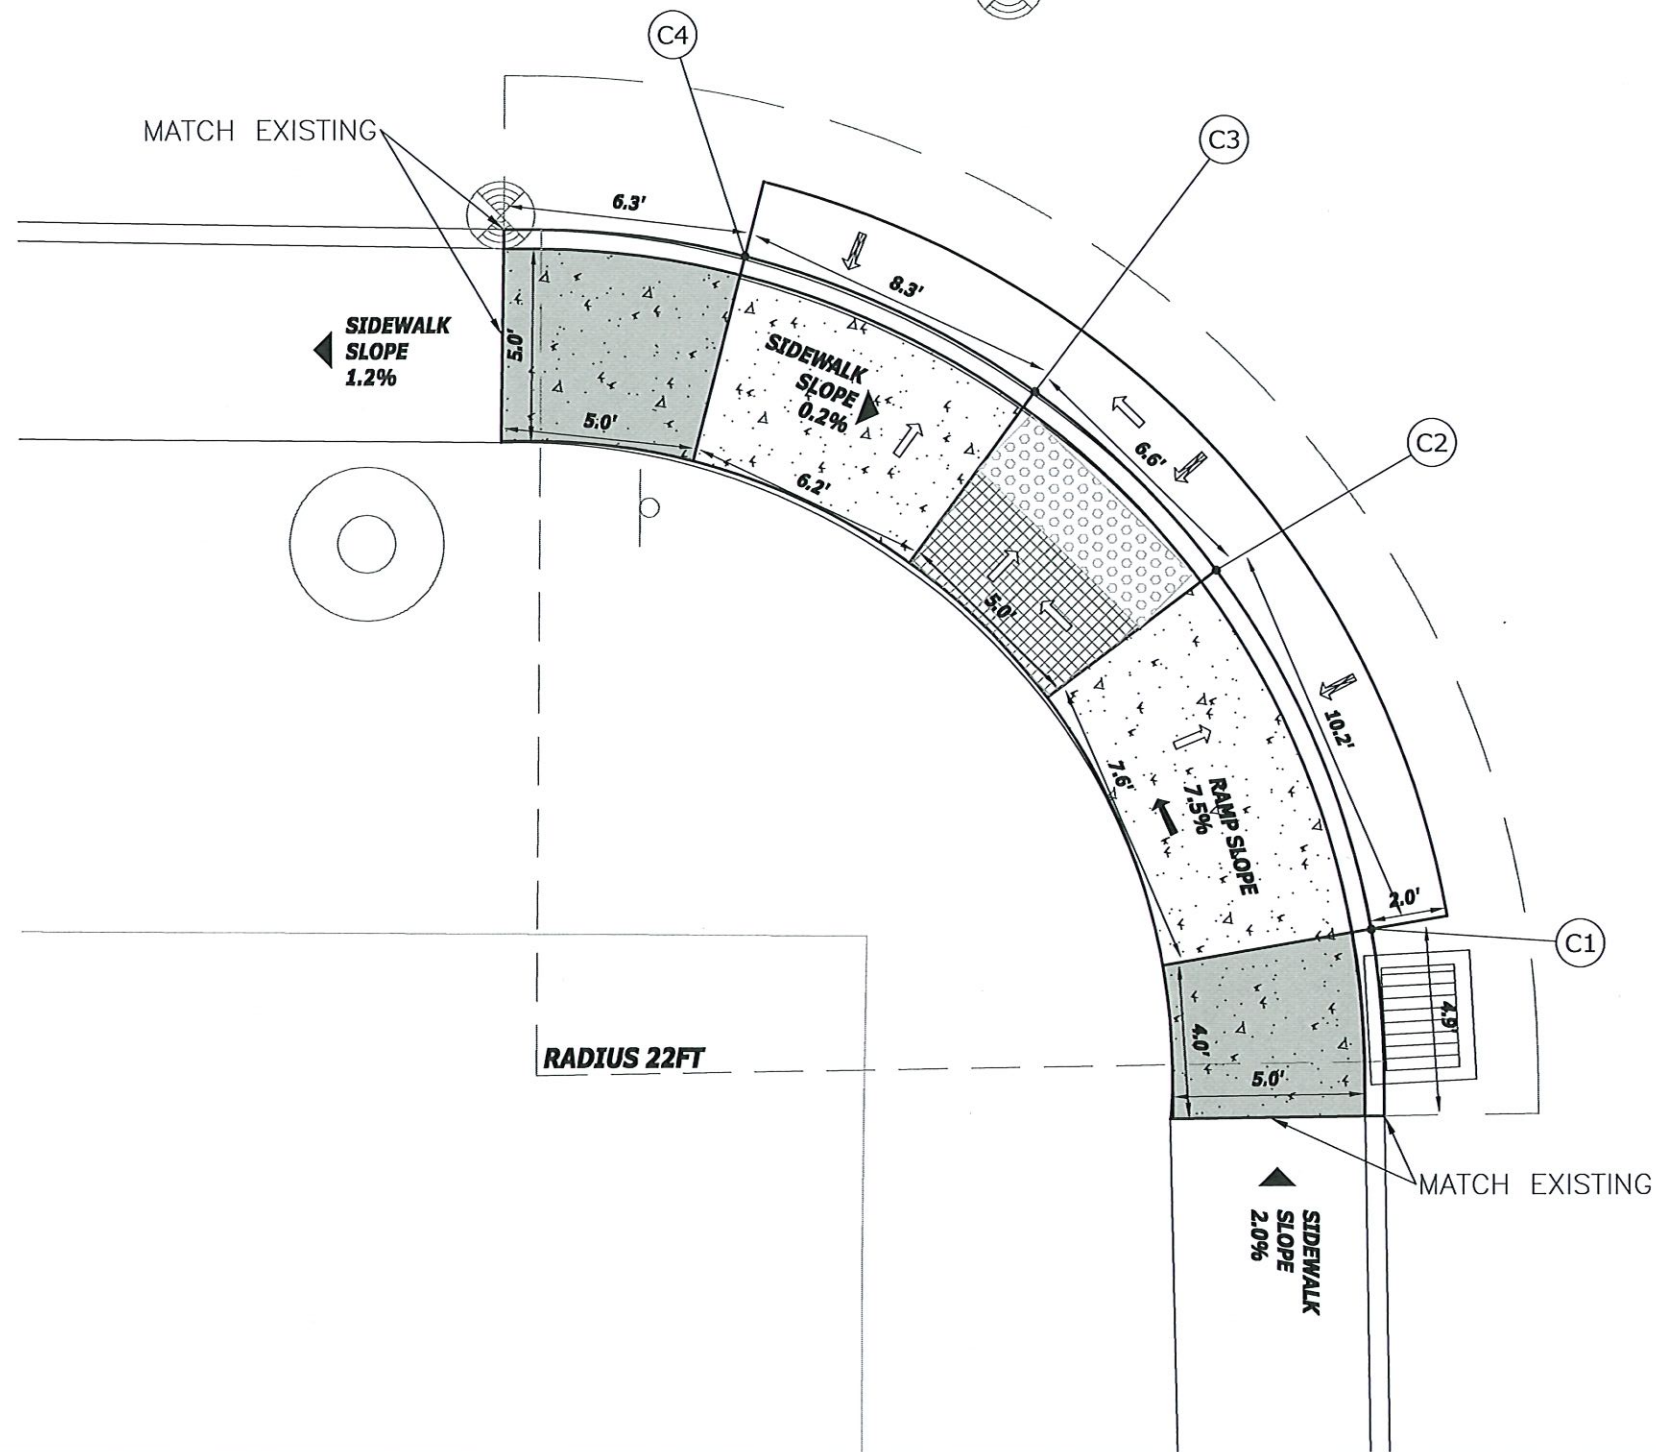 C4
C3
MATCH EXISTING
6.3'
8.3'
SIDEWALK
SLOPE
1.2%
5.0'
SIDEWALK
SLOPE
0.2%
5.0'
6.2'
6.6'
C2
5.0'
10.2'
7.6'
RAMP SLOPE
7.5%
2.0'
C1
4.9'
4.0'
5.0'
RADIUS 22FT
MATCH EXISTING
SIDEWALK
SLOPE
2.0%